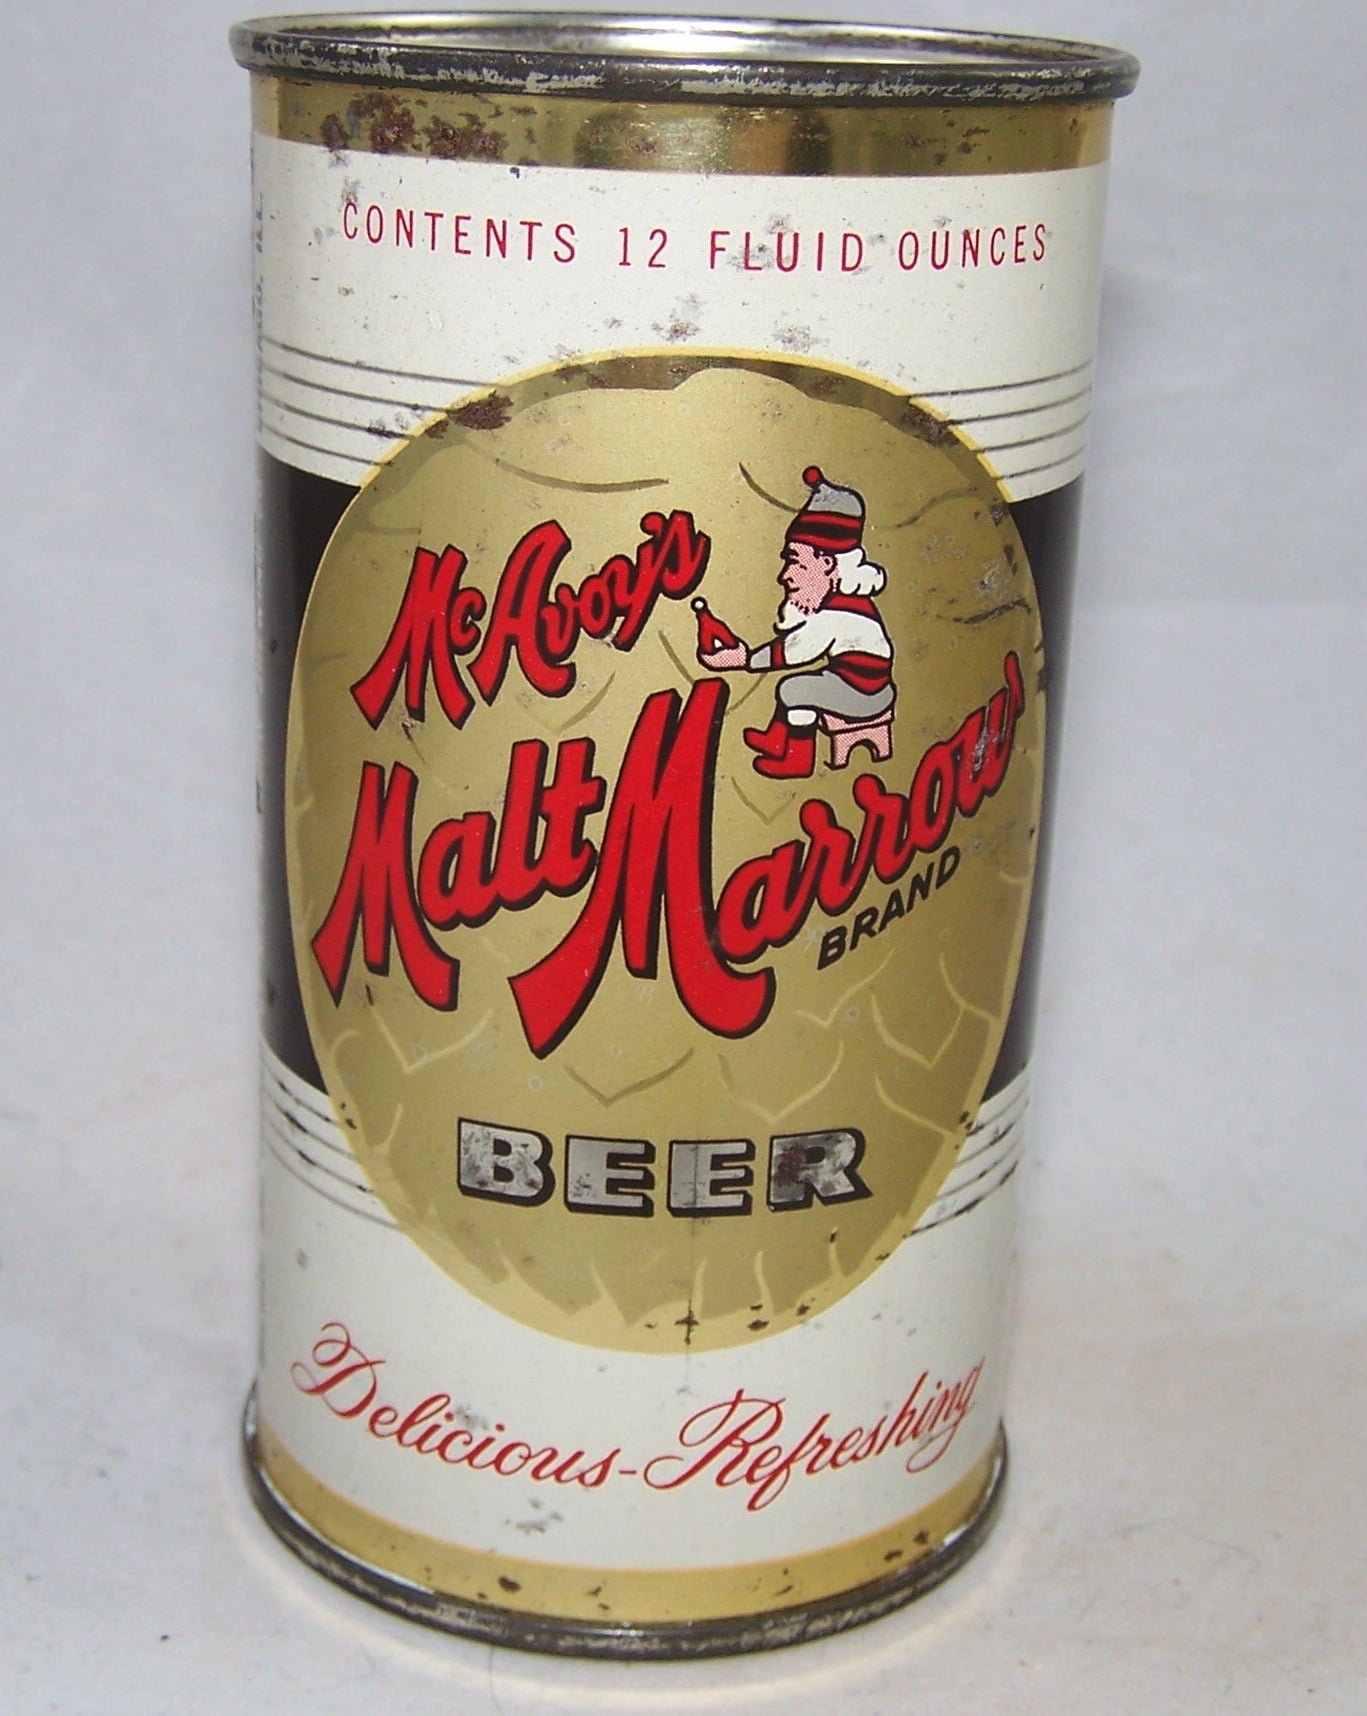 CONTENTS 12 FLUID OUNCES
McAvoy's
Malt Marrow
BRAND
BEER
Delicious-Refreshing